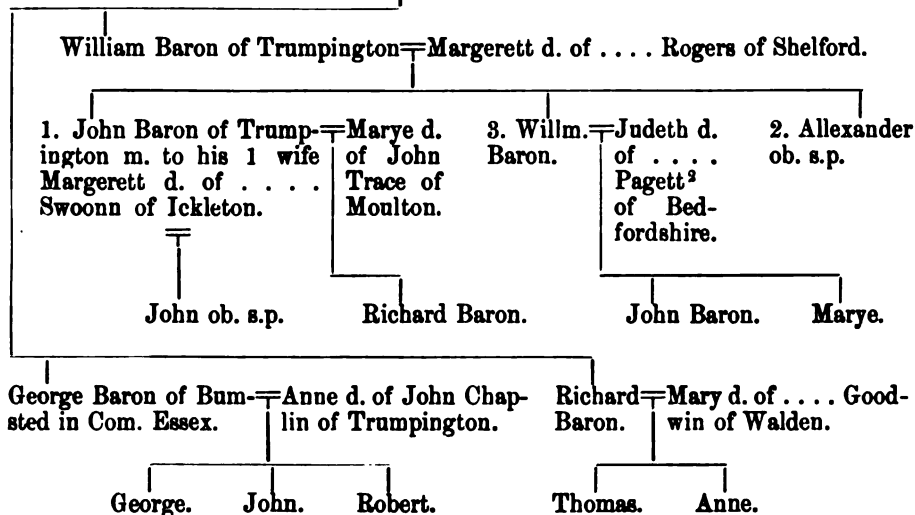 William Baron of Trumpington Margerett d. of . . . . Rogers of Shelford.
1. John Baron of Trump-
ington m. to his 1 wife
Margerett d. of . . . .
Swoonn of Ickleton.
Marye d.
of John
Trace of
Moulton.
3. Willm.
Baron.
Judeth d.
of . . . .
Pagett²
of Bed-
fordshire.
2. Allexander
ob. s.p.
John ob. s.p.
Richard Baron.
John Baron.
Marye.
George Baron of Bum-
sted in Com. Essex.
Anne d. of John Chap-
lin of Trumpington.
Richard
Baron.
Mary d. of . . . . Good-
win of Walden.
George.
John.
Robert.
Thomas.
Anne.